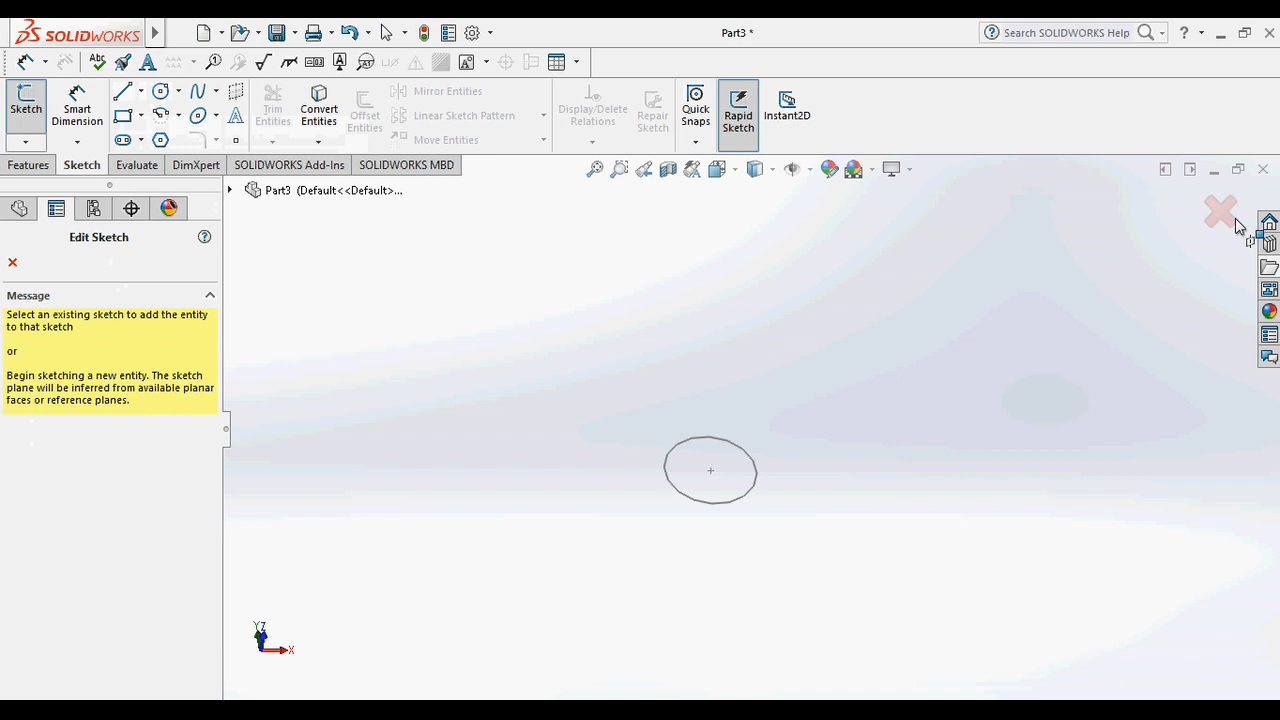 SOLIDWORKS
Part3 *
Search SOLIDWORKS Help
?
Abc
A
Sketch
Smart
Dimension
Trim
Entities
Convert
Entities
Offset
Entities
Mirror Entities
Linear Sketch Pattern
Move Entities
Display/Delete
Relations
Repair
Sketch
Quick
Snaps
Rapid
Sketch
Instant2D
Features
Sketch
Evaluate
DimXpert
SOLIDWORKS Add-Ins
SOLIDWORKS MBD
Part3 (Default<<Default>...
Edit Sketch
?
Message
Select an existing sketch to add the entity
to that sketch
or
Begin sketching a new entity. The sketch
plane will be inferred from available planar
faces or reference planes.
Y
Z
X